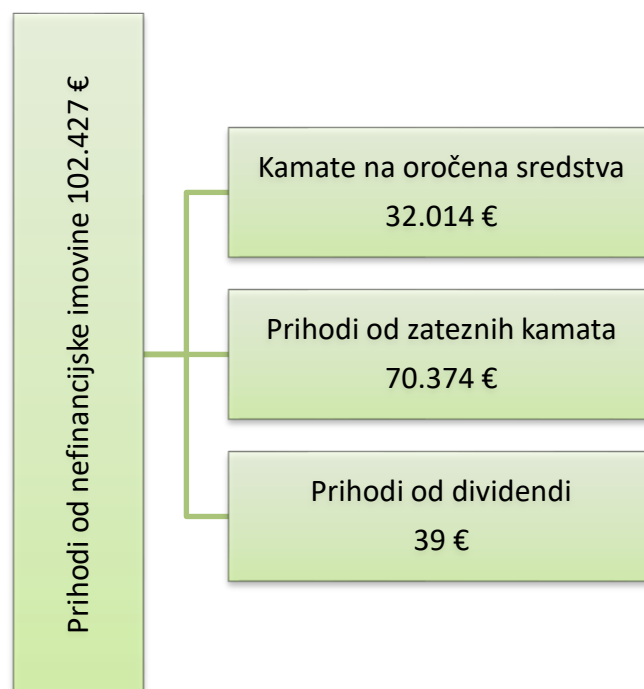 Prihodi od nefinancijske imovine 102.427 €
Kamate na oročena sredstva
32.014 €
Prihodi od zateznih kamata
70.374 €
Prihodi od dividendi
39 €